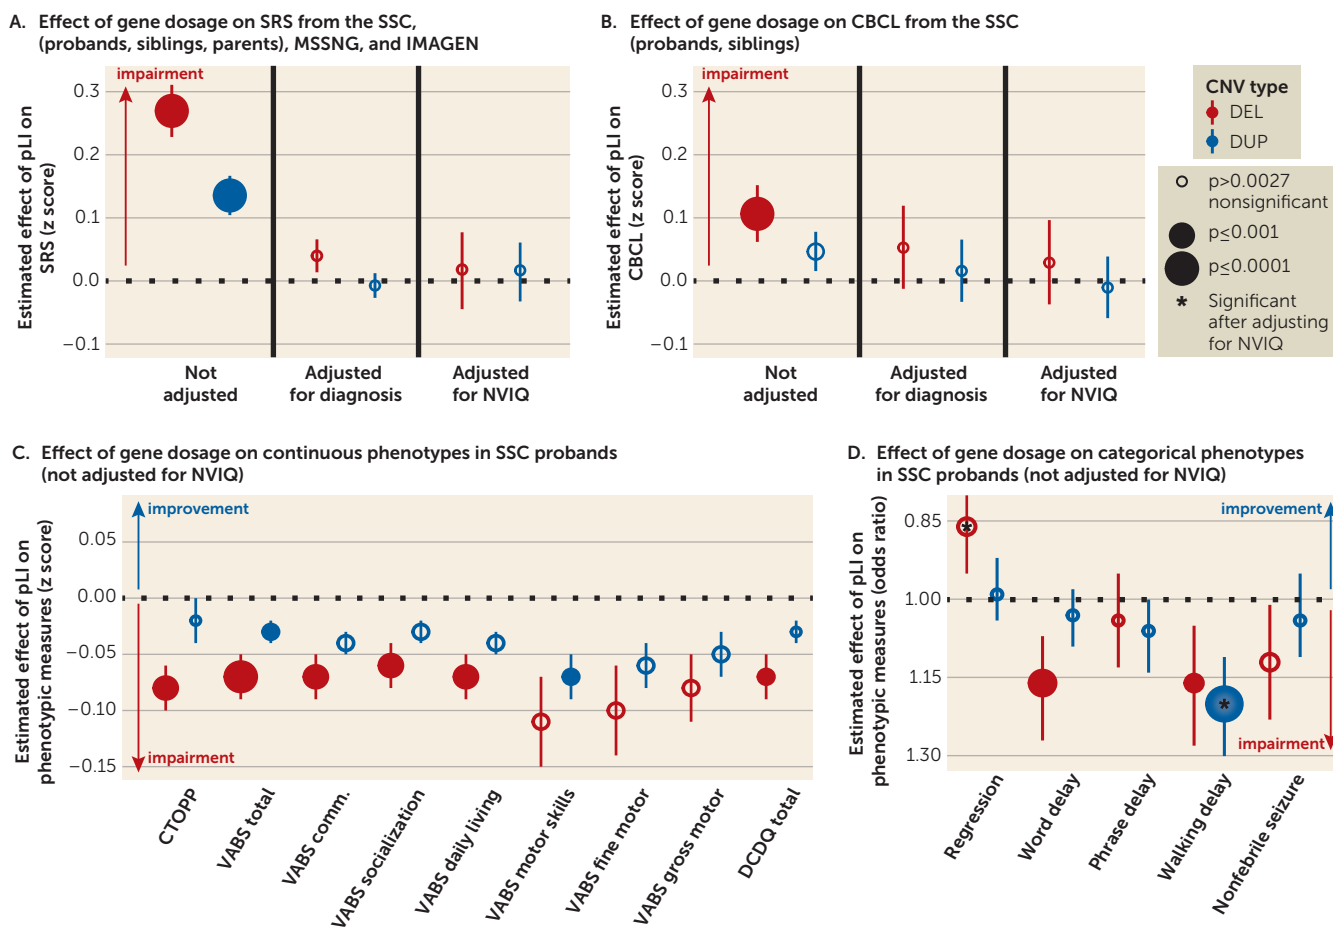 A. Effect of gene dosage on SRS from the SSC,
(probands, siblings, parents), MSSNG, and IMAGEN
Estimated effect of pLI on
SRS (z score)
0.3
0.2
0.1
0.0
−0.1
impairment
Not
adjusted
Adjusted
for diagnosis
Adjusted
for NVIQ
B. Effect of gene dosage on CBCL from the SSC
(probands, siblings)
Estimated effect of pLI on
CBCL (z score)
0.3
0.2
0.1
0.0
−0.1
impairment
Not
adjusted
Adjusted
for diagnosis
Adjusted
for NVIQ
CNV type
DEL
DUP
p>0.0027
nonsignificant
p≤0.001
p≤0.0001
* Significant
after adjusting
for NVIQ
C. Effect of gene dosage on continuous phenotypes in SSC probands
(not adjusted for NVIQ)
Estimated effect of pLI on
phenotypic measures (z score)
0.05
0.00
−0.05
−0.10
−0.15
improvement
impairment
CTOPP
VABS total
VABS comm.
VABS socialization
VABS daily living
VABS motor skills
VABS fine motor
VABS gross motor
DCDQ total
D. Effect of gene dosage on categorical phenotypes
in SSC probands (not adjusted for NVIQ)
Estimated effect of pLI on
phenotypic measures (odds ratio)
0.85
1.00
1.15
1.30
improvement
impairment
*
*
Regression
Word delay
Phrase delay
Walking delay
Nonfebrile seizure